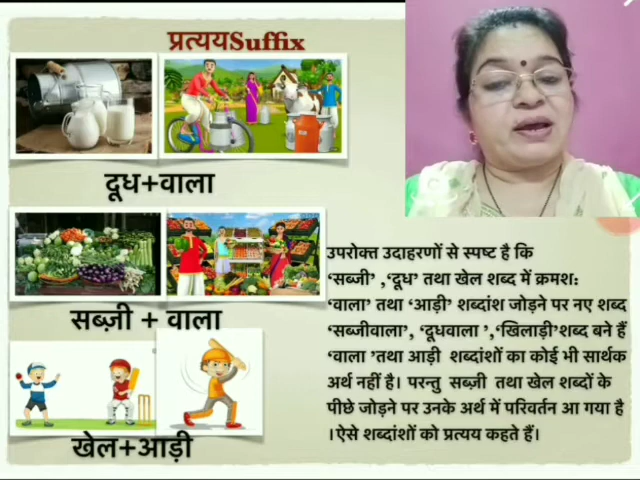 प्रत्ययSuffix
दूध+वाला
सब्ज़ी + वाला
खेल+आड़ी
उपरोक्त उदाहरणों से स्पष्ट है कि
‘सब्जी’ ,‘दूध’ तथा खेल शब्द में क्रमशः
‘वाला’ तथा ‘आड़ी’ शब्दांश जोड़ने पर नए शब्द
‘सब्जीवाला’, ‘दूधवाला ’,‘खिलाड़ी’शब्द बने हैं
‘वाला ’तथा आड़ी शब्दांशों का कोई भी सार्थक
अर्थ नहीं है। परन्तु सब्ज़ी तथा खेल शब्दों के
पीछे जोड़ने पर उनके अर्थ में परिवर्तन आ गया है
।ऐसे शब्दांशों को प्रत्यय कहते हैं।